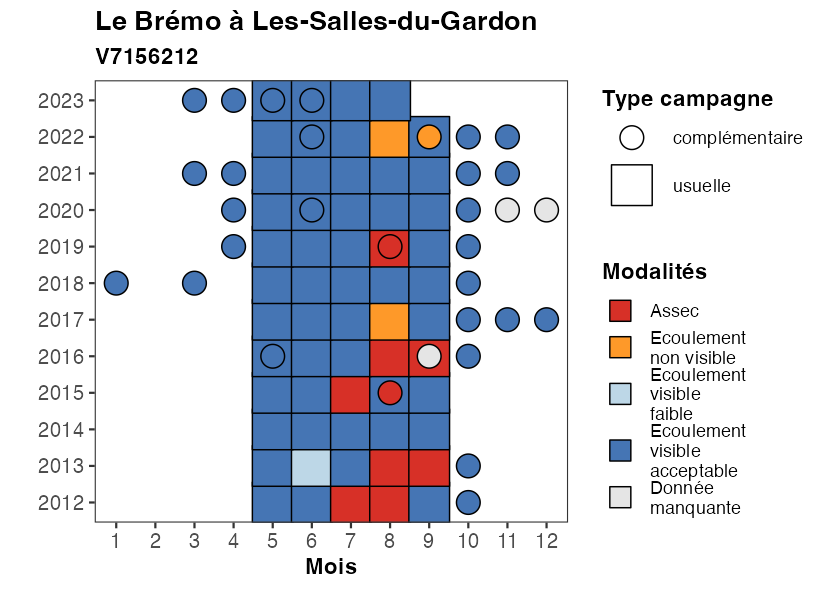 Le Brémo à Les-Salles-du-Gardon
V7156212
2023
2022
2021
2020
2019
2018
2017
2016
2015
2014
2013
2012
1 2 3 4 5 6 7 8 9 10 11 12
Mois
Type campagne
complémentaire
usuelle
Modalités
Assec
Ecoulement
non visible
Ecoulement
visible
faible
Ecoulement
visible
acceptable
Donnée
manquante